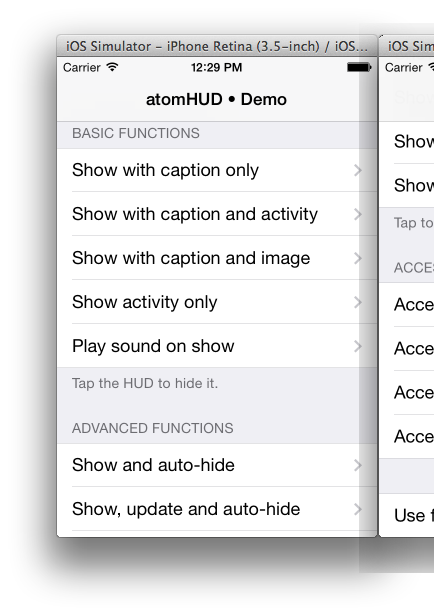 iOS Simulator – iPhone Retina (3.5-inch) / iOS...
Carrier 12:29 PM
atomHUD • Demo
BASIC FUNCTIONS
Show with caption only
Show with caption and activity
Show with caption and image
Show activity only
Play sound on show
Tap the HUD to hide it.
ADVANCED FUNCTIONS
Show and auto-hide
Show, update and auto-hide
iOS Sim
Carrier
Show
Show
Tap to
ACCES
Acce
Acce
Acce
Acce
Use f